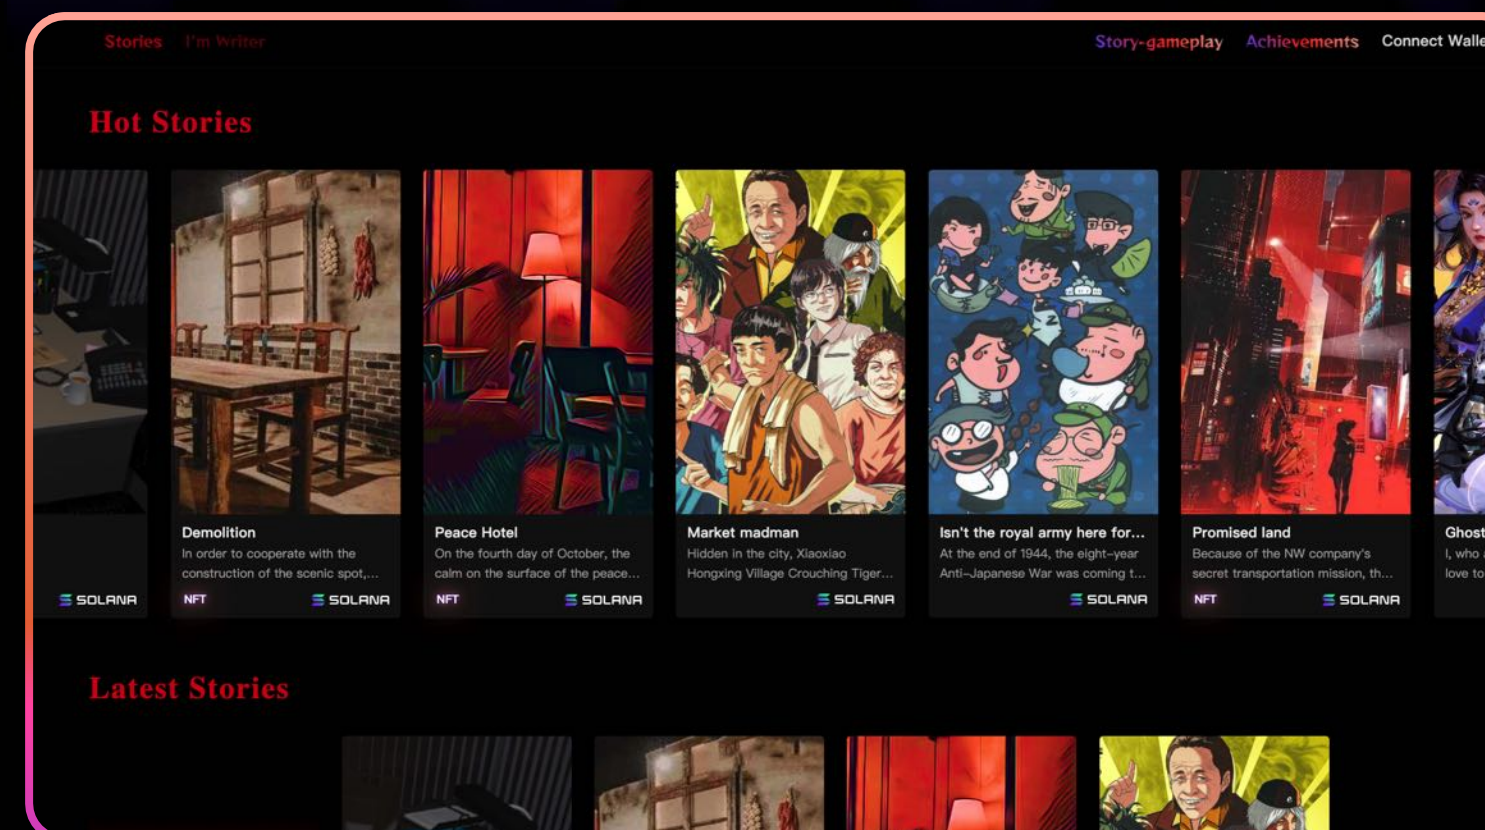 Stories I'm Writer Story-gameplay Achievements Connect Walle
Hot Stories
SOLANA
Demolition
In order to cooperate with the
construction of the scenic spot,...
NFT SOLANA
Peace Hotel
On the fourth day of October, the
calm on the surface of the peace...
NFT SOLANA
Market madman
Hidden in the city, Xiaoxiao
Hongxing Village Crouching Tiger...
SOLANA
Isn't the royal army here for...
At the end of 1944, the eight-year
Anti-Japanese War was coming t...
SOLANA
Promised land
Because of the NW company's
secret transportation mission, th...
NFT SOLANA
Ghost
I, who
love to
Latest Stories